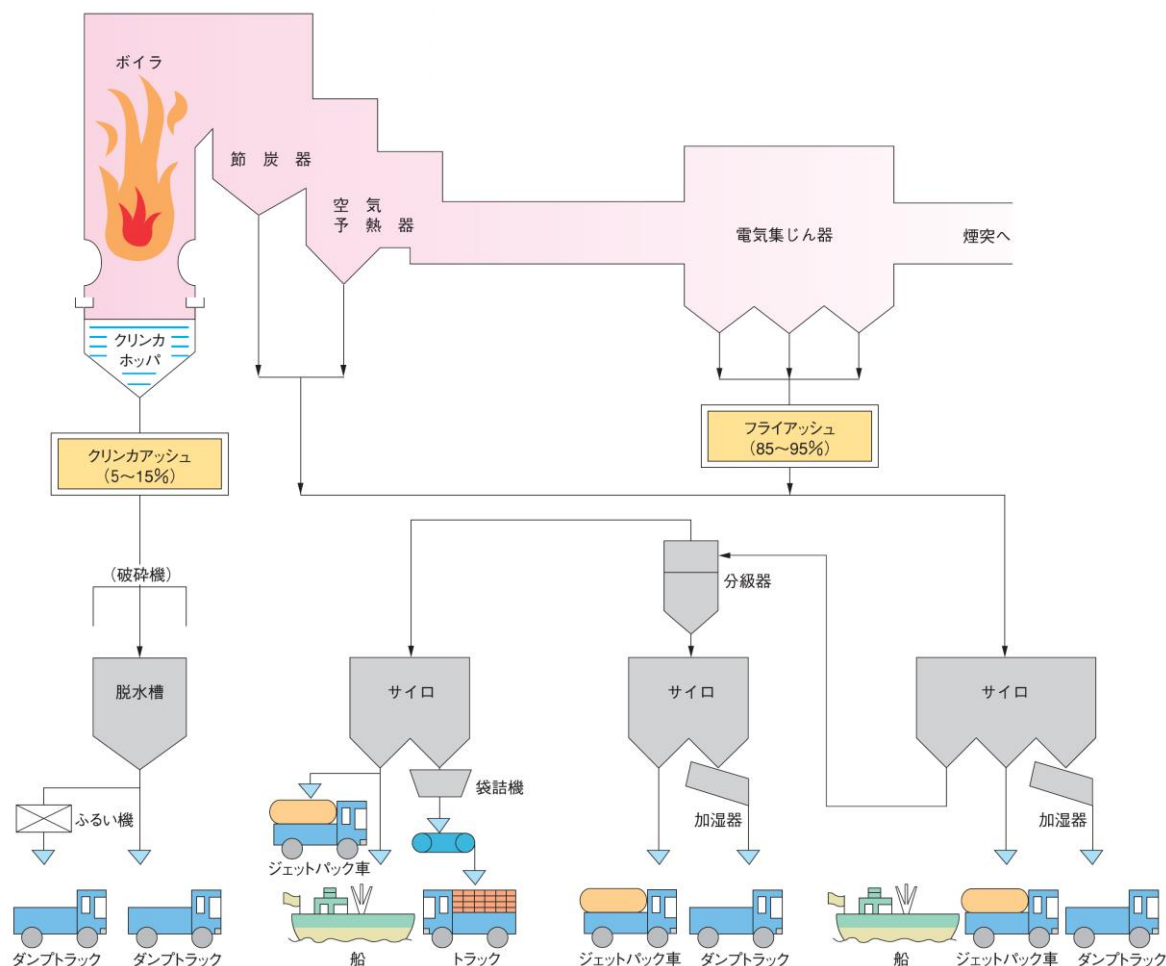 ボイラ
節炭器
空気
予熱器
電気集じん器
煙突へ
クリンカ
ホッパ
クリンカアッシュ
(5〜15%)
フライアッシュ
(85〜95%)
(破砕機)
分級器
脱水槽
サイロ
サイロ
サイロ
袋詰機
ふるい機
加湿器
加湿器
ジェットパック車
ダンプトラック
ダンプトラック
船
トラック
ジェットパック車
ダンプトラック
船
ジェットパック車
ダンプトラック